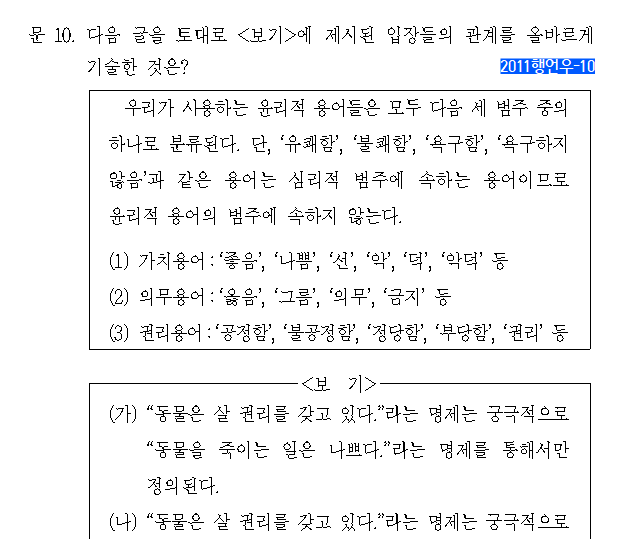 문 10. 다음 글을 토대로 <보기>에 제시된 입장들의 관계를 올바르게
기술한 것은?
2011행언우-10
우리가 사용하는 윤리적 용어들은 모두 다음 세 범주 중의
하나로 분류된다. 단, ‘유쾌함’, ‘불쾌함’, ‘욕구함’, ‘욕구하지
않음’과 같은 용어는 심리적 범주에 속하는 용어이므로
윤리적 용어의 범주에 속하지 않는다.
(1) 가치용어 : ‘좋음’, ‘나쁨’, ‘선’, ‘악’, ‘덕’, ‘악덕’ 등
(2) 의무용어 : ‘옳음’, ‘그름’, ‘의무’, ‘금지’ 등
(3) 권리용어 : ‘공정함’, ‘불공정함’, ‘정당함’, ‘부당함’, ‘권리’ 등
<보 기>
(가) “동물은 살 권리를 갖고 있다.”라는 명제는 궁극적으로
“동물을 죽이는 일은 나쁘다.”라는 명제를 통해서만
정의된다.
(나) “동물은 살 권리를 갖고 있다.”라는 명제는 궁극적으로